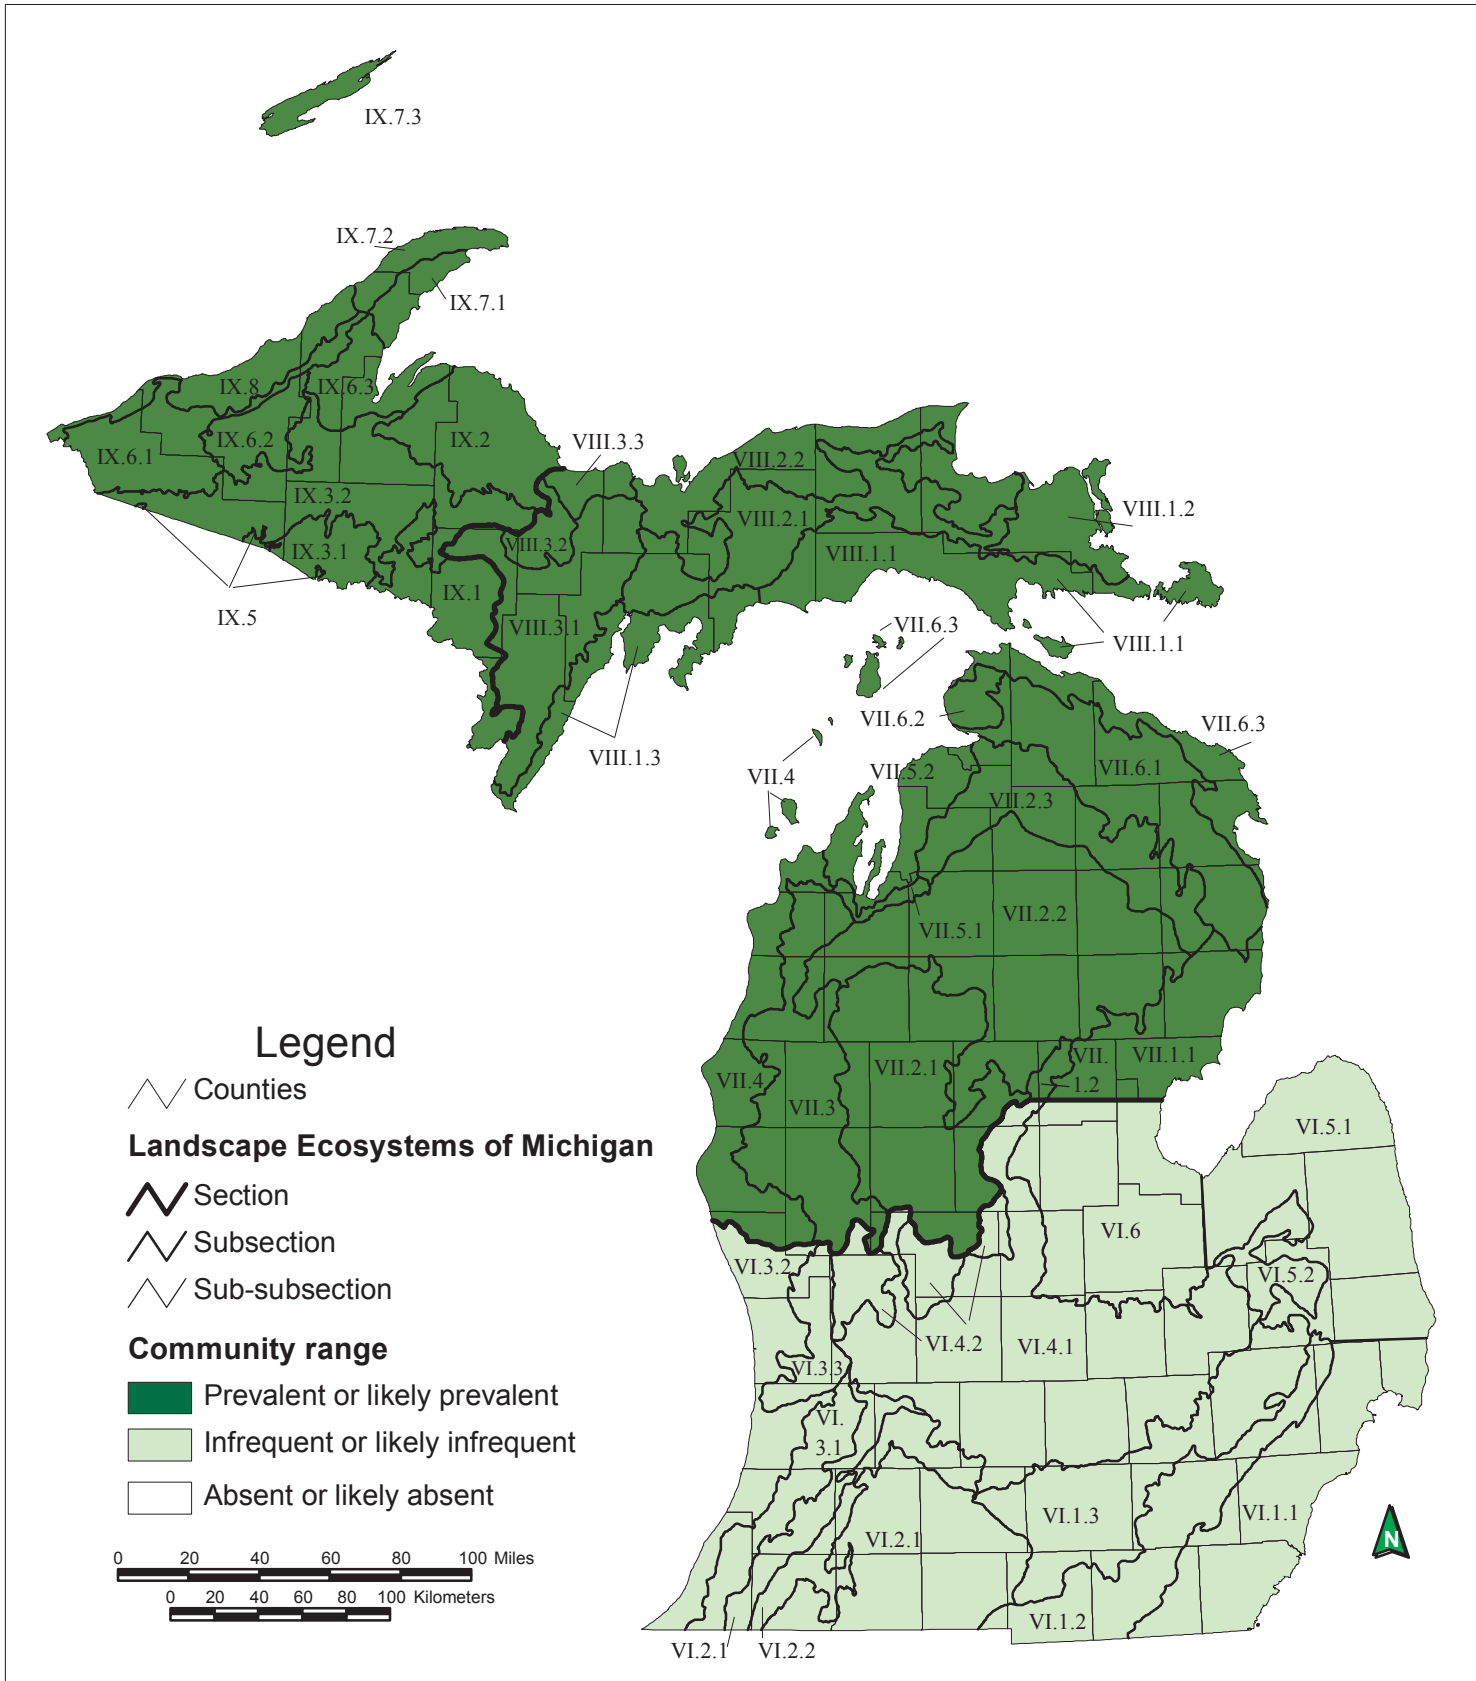 IX.7.3
IX.7.2
IX.7.1
IX.8
IX.6.3
IX.6.2
IX.2
IX.6.1
VIII.3.3
VIII.2.2
IX.3.2
VIII.2.1
VIII.1.2
IX.3.1
VIII.3.2
VIII.1.1
IX.1
IX.5
VIII.3.1
VII.6.3
VIII.1.1
VII.6.2
VII.6.3
VIII.1.3
VII.4
VII.5.2
VII.6.1
VII.2.3
VII.2.2
VII.5.1
VII.4
VII.3
VII.2.1
VII.
1.2
VII.1.1
VI.5.1
VI.6
VI.3.2
VI.5.2
VI.4.2
VI.4.1
VI.3.3
VI.
3.1
VI.1.3
VI.1.1
VI.2.1
VI.1.2
VI.2.1
VI.2.2
Legend
Counties
Landscape Ecosystems of Michigan
Section
Subsection
Sub-subsection
Community range
Prevalent or likely prevalent
Infrequent or likely infrequent
Absent or likely absent
0 20 40 60 80 100 Miles
0 20 40 60 80 100 Kilometers
N